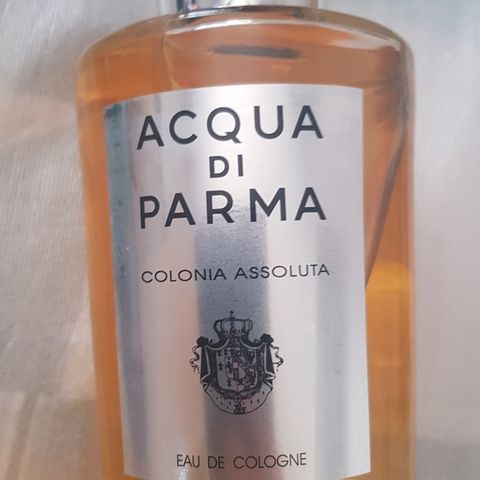 ACQUA
DI
PARMA
COLONIA ASSOLUTA
EAU DE COLOGNE